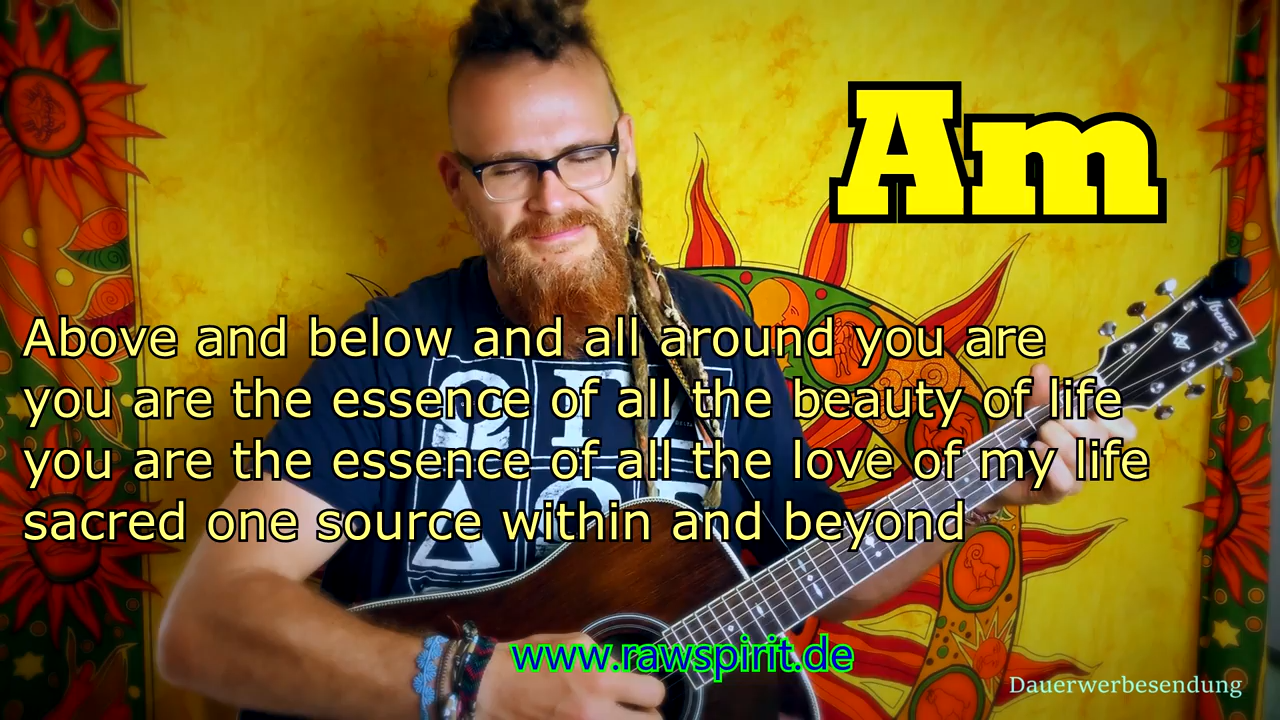 Am
Ibanez
Above and below and all around you are
you are the essence of all the beauty of life
you are the essence of all the love of my life
sacred one source within and beyond
www.rawspirit.de
Dauerwerbesendung